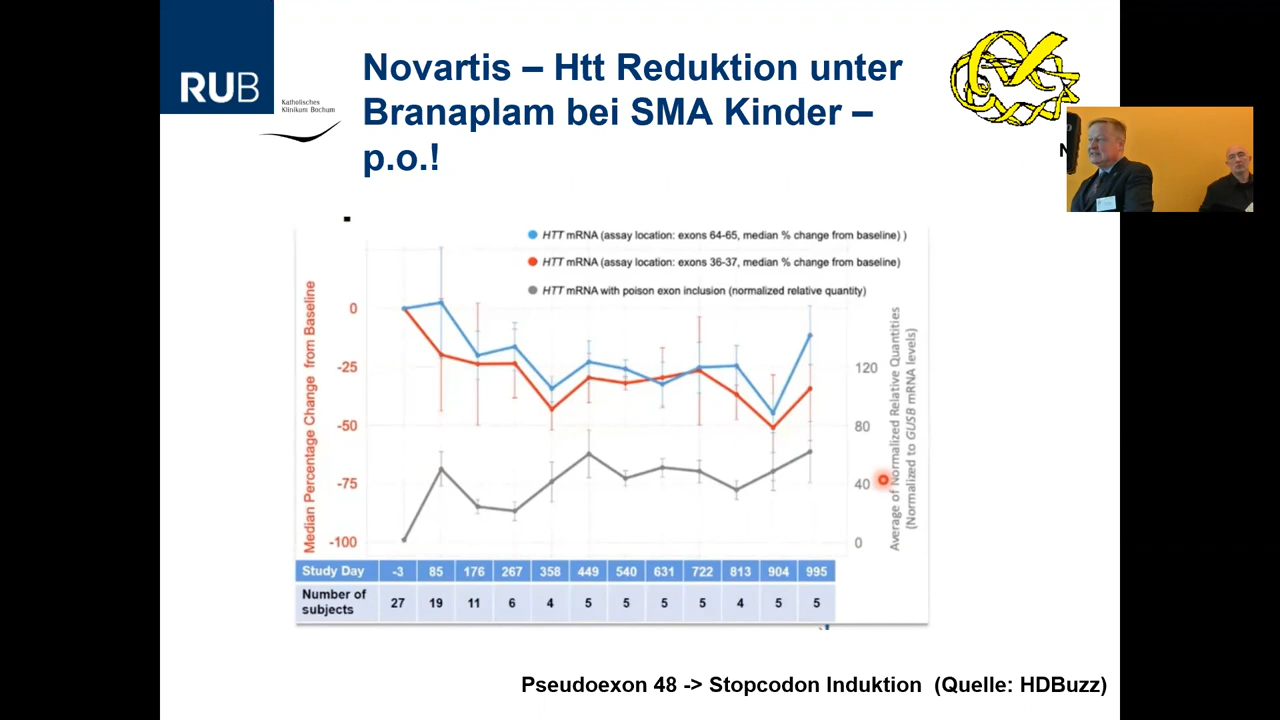 RUB
Katholisches
Klinikum Bochum
Novartis – Htt Reduktion unter
Branaplam bei SMA Kinder –
p.o.!
N
HTT mRNA (assay location: exons 64-65, median % change from baseline) )
HTT mRNA (assay location: exons 36-37, median % change from baseline)
HTT mRNA with poison exon inclusion (normalized relative quantity)
Median Percentage Change from Baseline
0
-25
-50
-75
-100
120
80
40
0
Average of Normalized Relative Quantities
(Normalized to GUSB mRNA levels)
Study Day -3 85 176 267 358 449 540 631 722 813 904 995
Number of
subjects 27 19 11 6 4 5 5 5 5 4 5 5
Pseudoexon 48 -> Stopcodon Induktion (Quelle: HDBuzz)